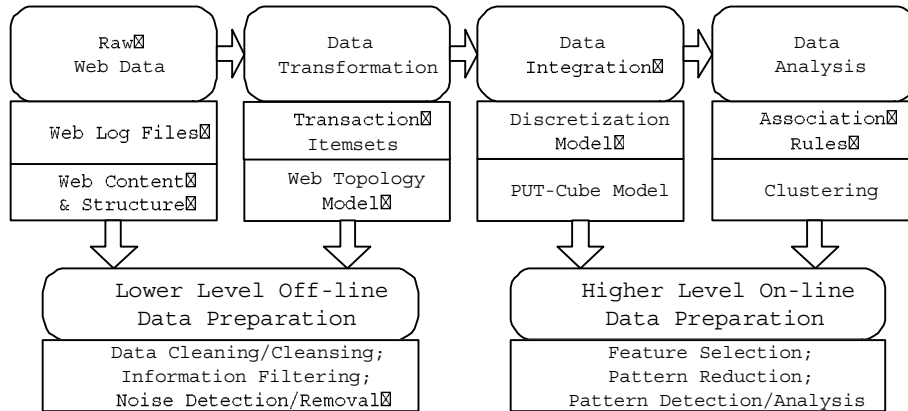 Raw
Web Data
Data
Transformation
Data
Integration
Data
Analysis
Web Log Files
Transaction
Itemsets
Discretization
Model
Association
Rules
Web Content
& Structure
Web Topology
Model
PUT-Cube Model
Clustering
Lower Level Off-line
Data Preparation
Higher Level On-line
Data Preparation
Data Cleaning/Cleansing;
Information Filtering;
Noise Detection/Removal
Feature Selection;
Pattern Reduction;
Pattern Detection/Analysis